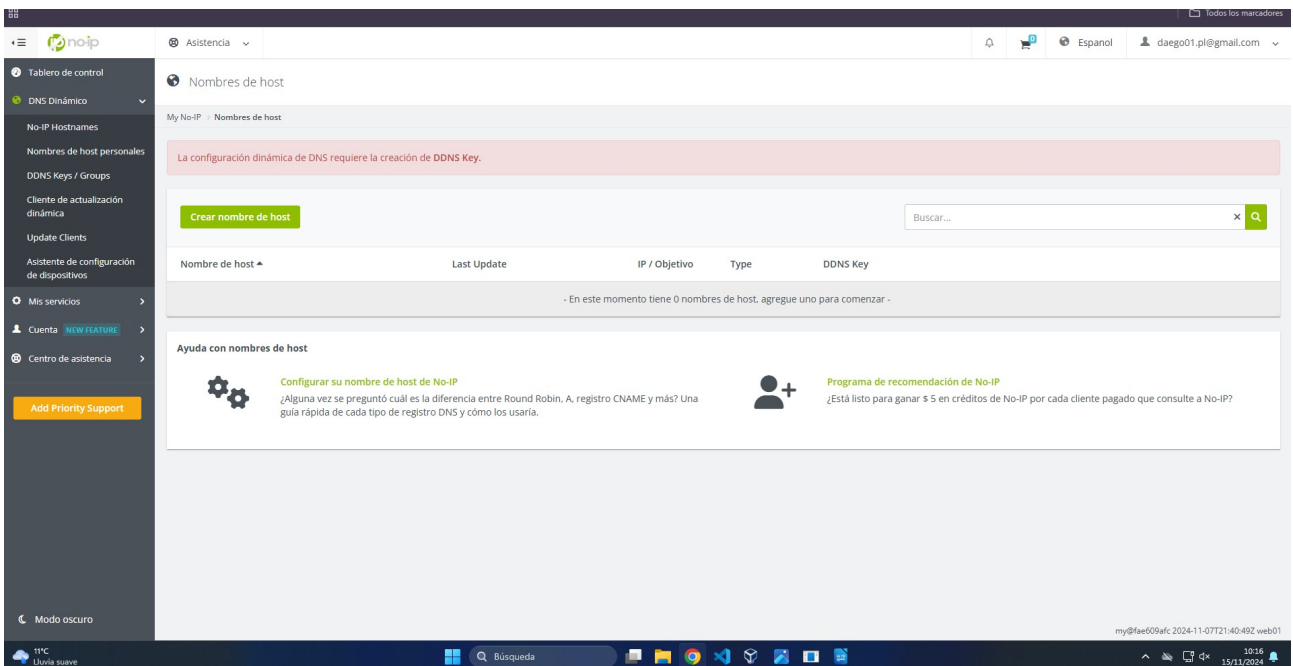 Todos los marcadores
no-ip
Asistencia
0
Espanol
daego01.pl@gmail.com
Tablero de control
DNS Dinámico
No-IP Hostnames
Nombres de host personales
DDNS Keys / Groups
Cliente de actualización
dinámica
Update Clients
Asistente de configuración
de dispositivos
Mis servicios
Cuenta NEW FEATURE
Centro de asistencia
Add Priority Support
Modo oscuro
Nombres de host
My No-IP > Nombres de host
La configuración dinámica de DNS requiere la creación de DDNS Key.
Crear nombre de host
Buscar...
Nombre de host Last Update IP / Objetivo Type DDNS Key
- En este momento tiene 0 nombres de host, agregue uno para comenzar -
Ayuda con nombres de host
Configurar su nombre de host de No-IP
¿Alguna vez se preguntó cuál es la diferencia entre Round Robin, A, registro CNAME y más? Una
guía rápida de cada tipo de registro DNS y cómo los usaría.
Programa de recomendación de No-IP
¿Está listo para ganar $ 5 en créditos de No-IP por cada cliente pagado que consulte a No-IP?
my@fae609afc 2024-11-07T21:40:49Z web01
11°C
Lluvia suave
Búsqueda
10:16
15/11/2024